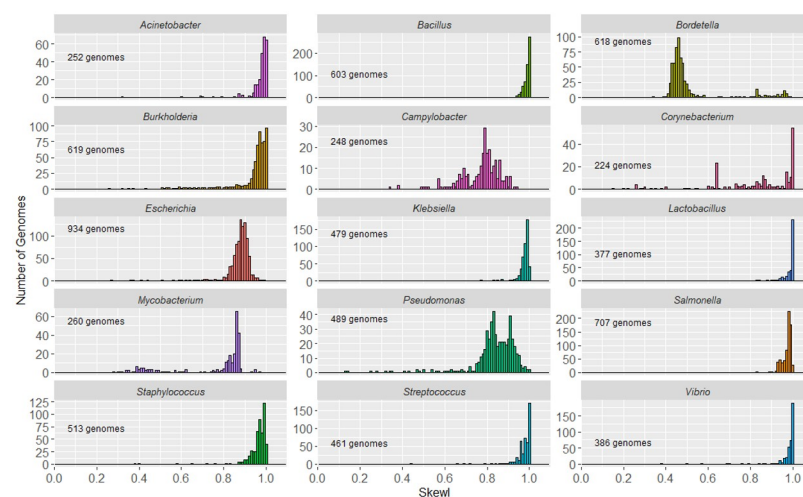 Acinetobacter
Bacillus
Bordetella
60
40
20
0
252 genomes
200
100
0
603 genomes
100
75
50
25
0
618 genomes
Burkholderia
Campylobacter
Corynebacterium
100
75
50
25
0
619 genomes
30
20
10
0
248 genomes
40
20
0
224 genomes
Escherichia
Klebsiella
Lactobacillus
100
50
0
934 genomes
150
100
50
0
479 genomes
200
150
100
50
0
377 genomes
Mycobacterium
Pseudomonas
Salmonella
60
40
20
0
260 genomes
40
30
20
10
0
489 genomes
200
150
100
50
0
707 genomes
Staphylococcus
Streptococcus
Vibrio
125
100
75
50
25
0
513 genomes
150
100
50
0
461 genomes
150
100
50
0
386 genomes
0.0 0.2 0.4 0.6 0.8 1.0
0.0 0.2 0.4 0.6 0.8 1.0
0.0 0.2 0.4 0.6 0.8 1.0
Number of Genomes
SkewI